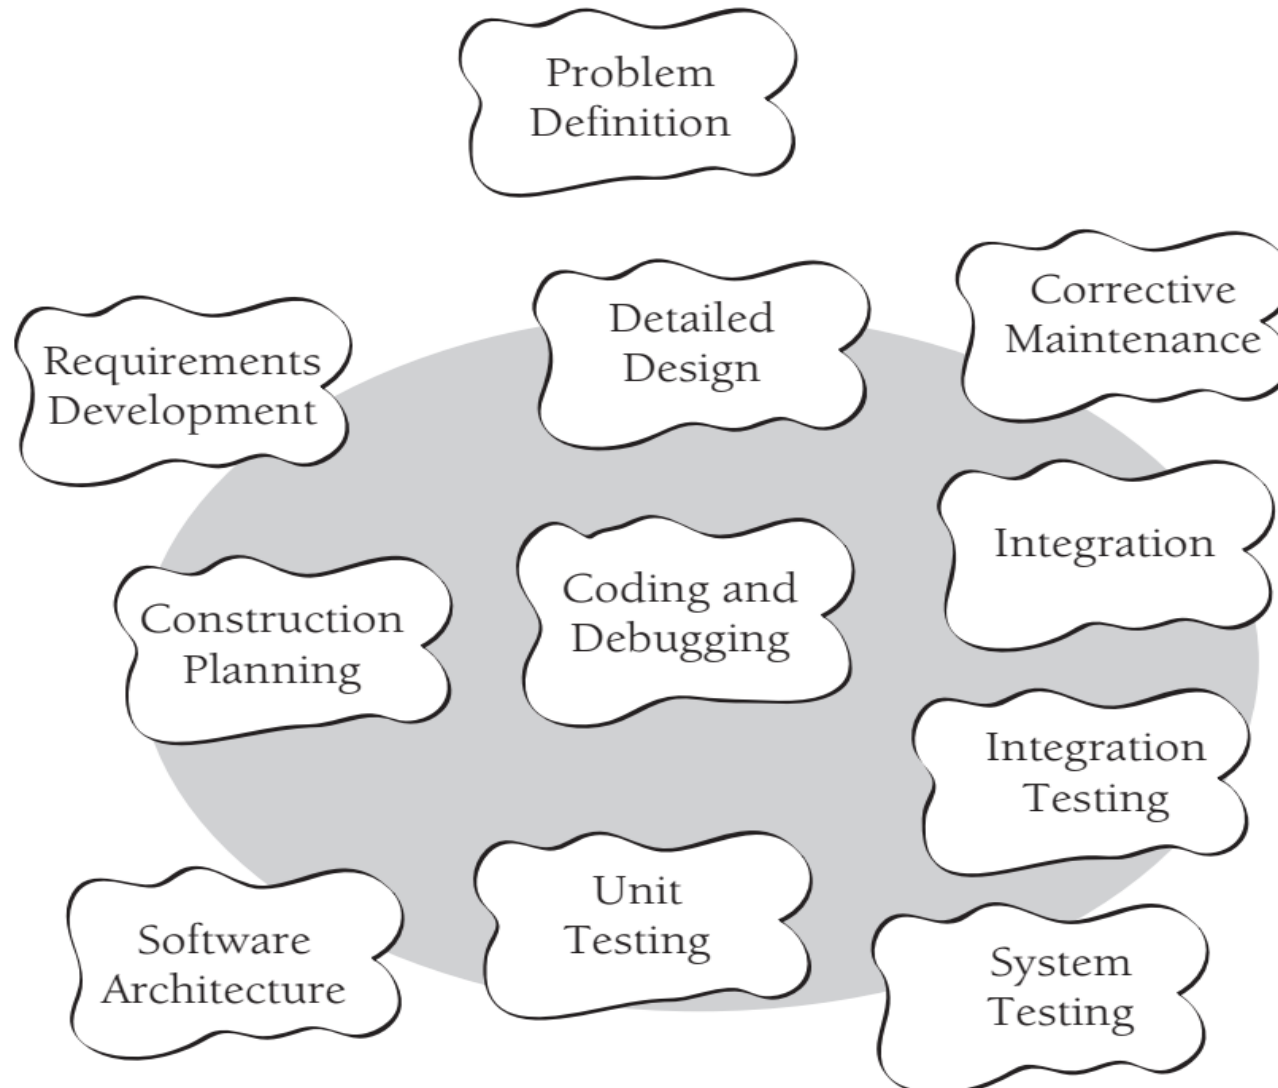 Problem
Definition
Corrective
Maintenance
Detailed
Design
Requirements
Development
Integration
Coding and
Debugging
Construction
Planning
Integration
Testing
Unit
Testing
Software
Architecture
System
Testing